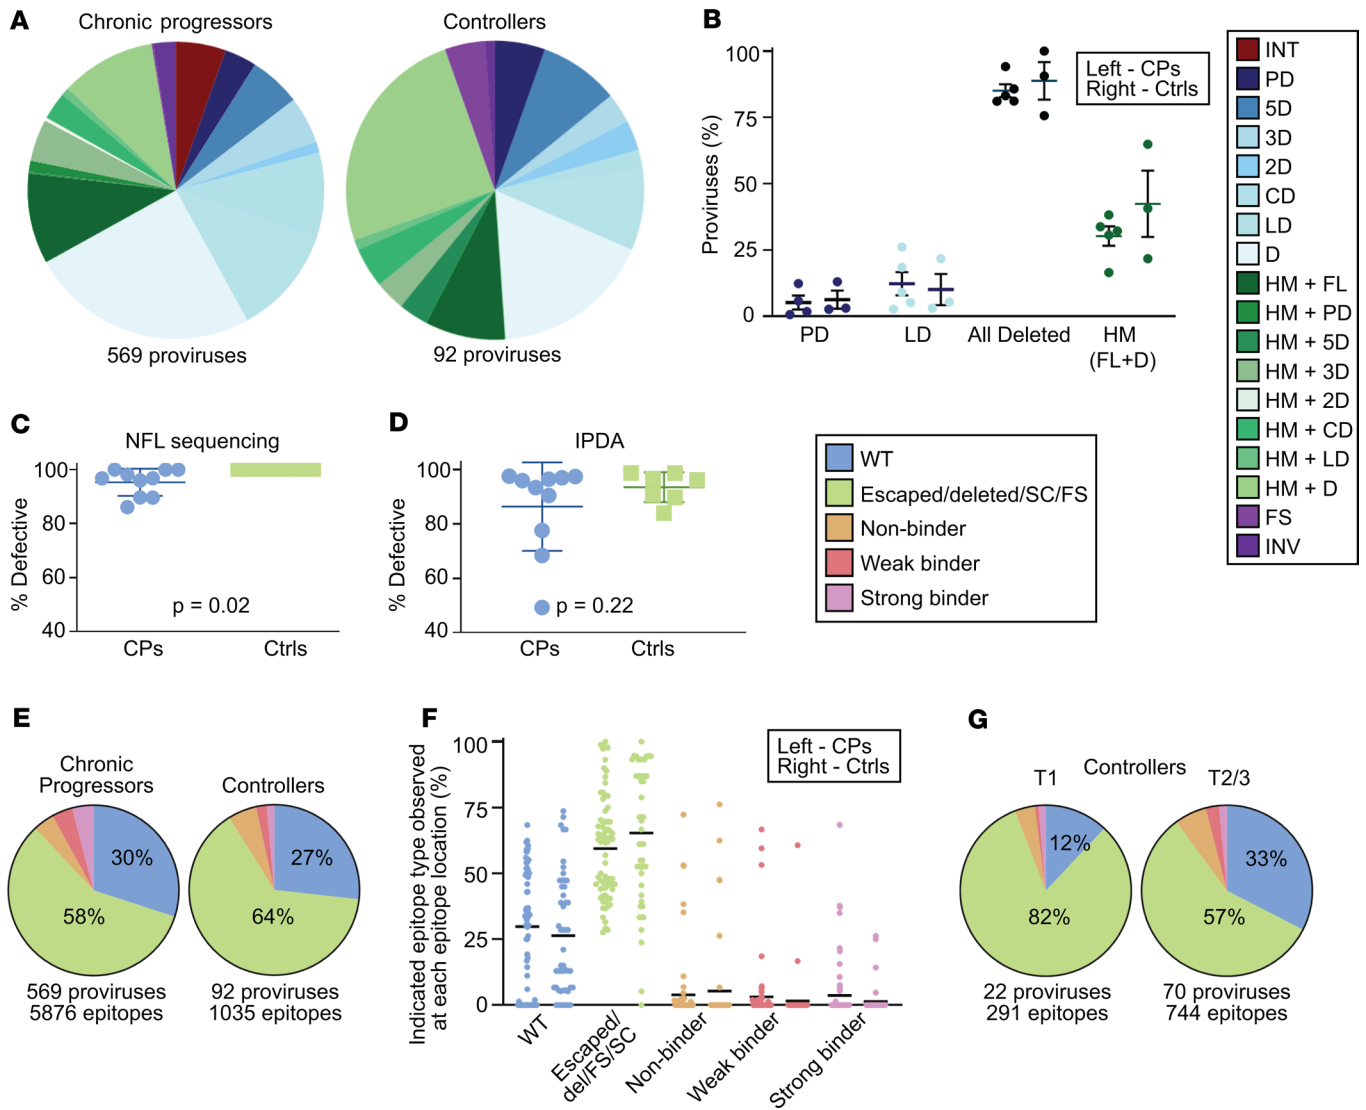 A
Chronic progressors
Controllers
569 proviruses
92 proviruses
B
Proviruses (%)
100
75
50
25
0
Left - CPs
Right - Ctrls
PD
LD
All Deleted
HM
(FL+D)
INT
PD
5D
3D
2D
CD
LD
D
HM + FL
HM + PD
HM + 5D
HM + 3D
HM + 2D
HM + CD
HM + LD
HM + D
FS
INV
C
NFL sequencing
% Defective
100
80
60
40
p = 0.02
CPs
Ctrls
D
IPDA
% Defective
100
80
60
40
p = 0.22
CPs
Ctrls
WT
Escaped/deleted/SC/FS
Non-binder
Weak binder
Strong binder
E
Chronic
Progressors
30%
58%
569 proviruses
5876 epitopes
Controllers
27%
64%
92 proviruses
1035 epitopes
F
Indicated epitope type observed
at each epitope location (%)
100
75
50
25
0
Left - CPs
Right - Ctrls
WT
Escaped/
del/FS/SC
Non-binder
Weak binder
Strong binder
G
Controllers
T1
T2/3
12%
82%
22 proviruses
291 epitopes
33%
57%
70 proviruses
744 epitopes